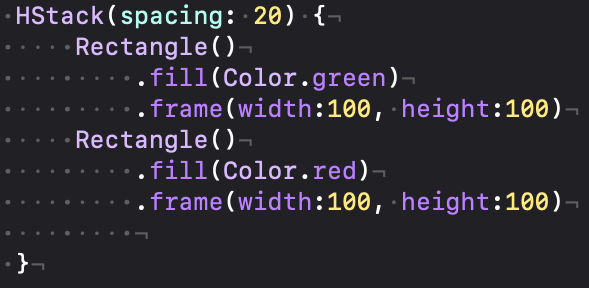 HStack(spacing: 20) {
Rectangle()
.fill(Color.green)
.frame(width:100, height:100)
Rectangle()
.fill(Color.red)
.frame(width:100, height:100)
}